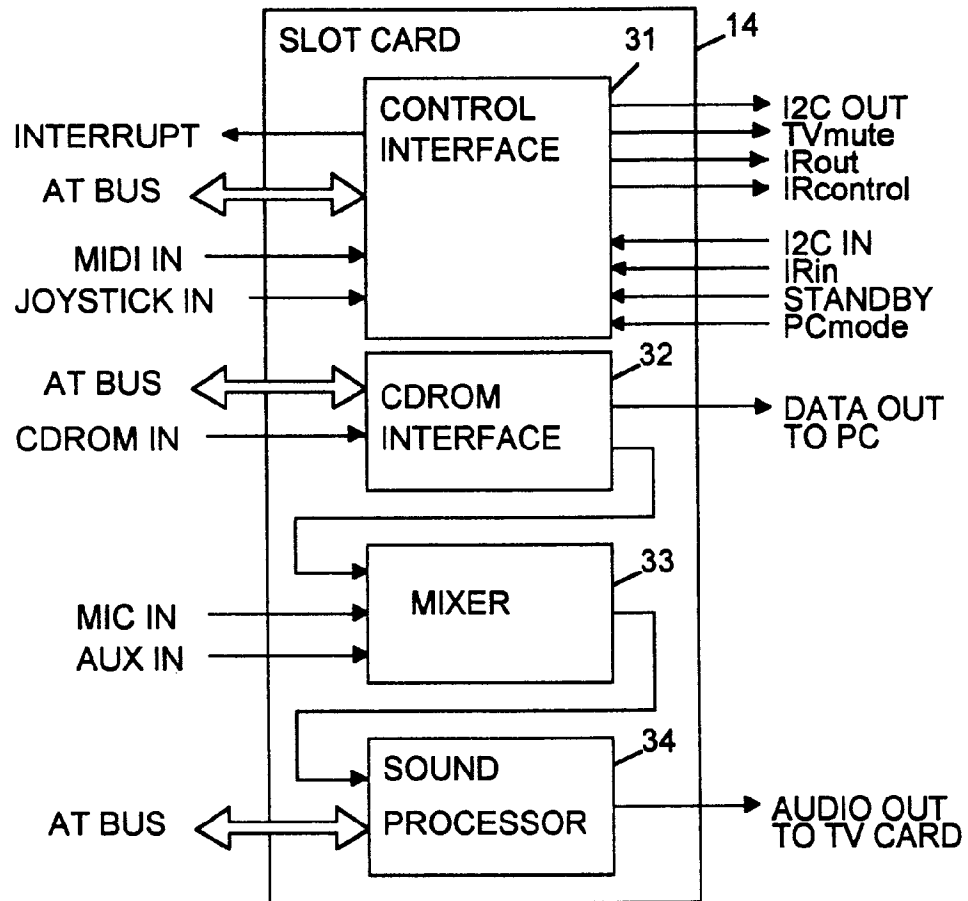 SLOT CARD
14
31
CONTROL
INTERFACE
INTERRUPT
AT BUS
MIDI IN
JOYSTICK IN
I2C OUT
TVmute
IRout
IRcontrol
I2C IN
IRin
STANDBY
PCmode
32
AT BUS
CDROM IN
CDROM
INTERFACE
DATA OUT
TO PC
33
MIXER
MIC IN
AUX IN
34
SOUND
PROCESSOR
AT BUS
AUDIO OUT
TO TV CARD